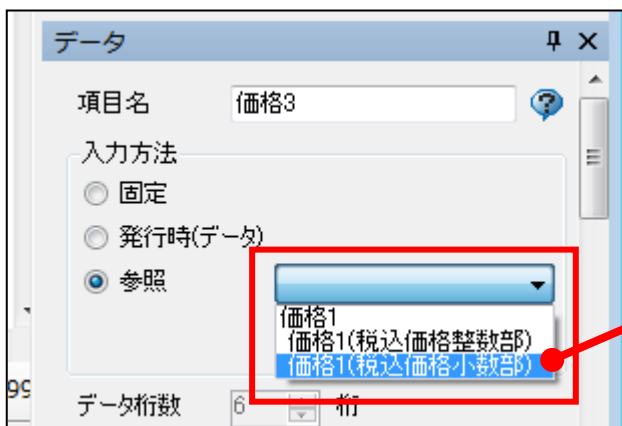 データ
項目名 価格3
入力方法
固定
発行時(データ)
参照
価格1
価格1(税込価格整数部)
価格1(税込価格小数部)
99
データ桁数 6 桁